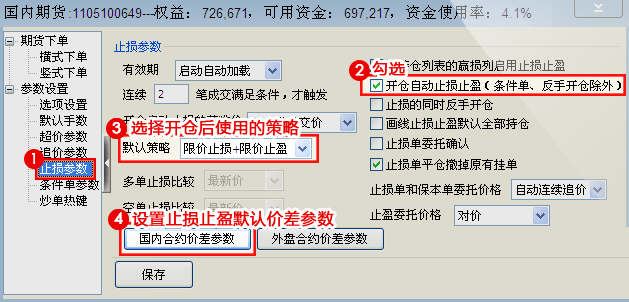 国内期货:1105100649---权益: 726,671, 可用资金: 697,217, 资金使用率: 4.1%
期货下单
横式下单
竖式下单
参数设置
选项设置
默认手数
超价参数
追价参数
1 止损参数
条件单参数
炒单热键
止损参数
有效期 启动自动加载
连续 2 笔成交满足条件，才触发
交价
3 选择开仓后使用的策略
默认策略 限价止损+限价止盈
多单止损比较 最新价
空单止损比较 最新价
4 设置止损止盈默认价差参数
国内合约价差参数 外盘合约价差参数
保存
仓列表的赢损列启用止损止盈
2 勾选
开仓自动止损止盈（条件单、反手开仓除外）
止损的同时反手开仓
画线止损止盈默认全部持仓
止损单委托确认
止损单平仓撤掉原有挂单
止损单和保本单委托价格 自动连续追价
止盈委托价格 对价